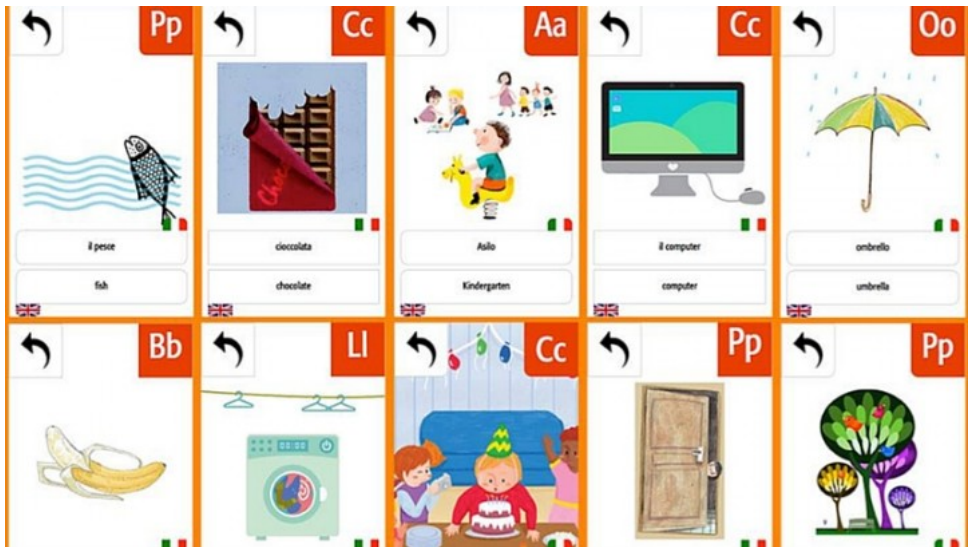 Pp
Cc
Aa
Cc
Oo
il pesce
cioccolata
Asilo
il computer
ombrello
fish
chocolate
Kindergarten
computer
umbrella
Bb
Ll
Cc
Pp
Pp